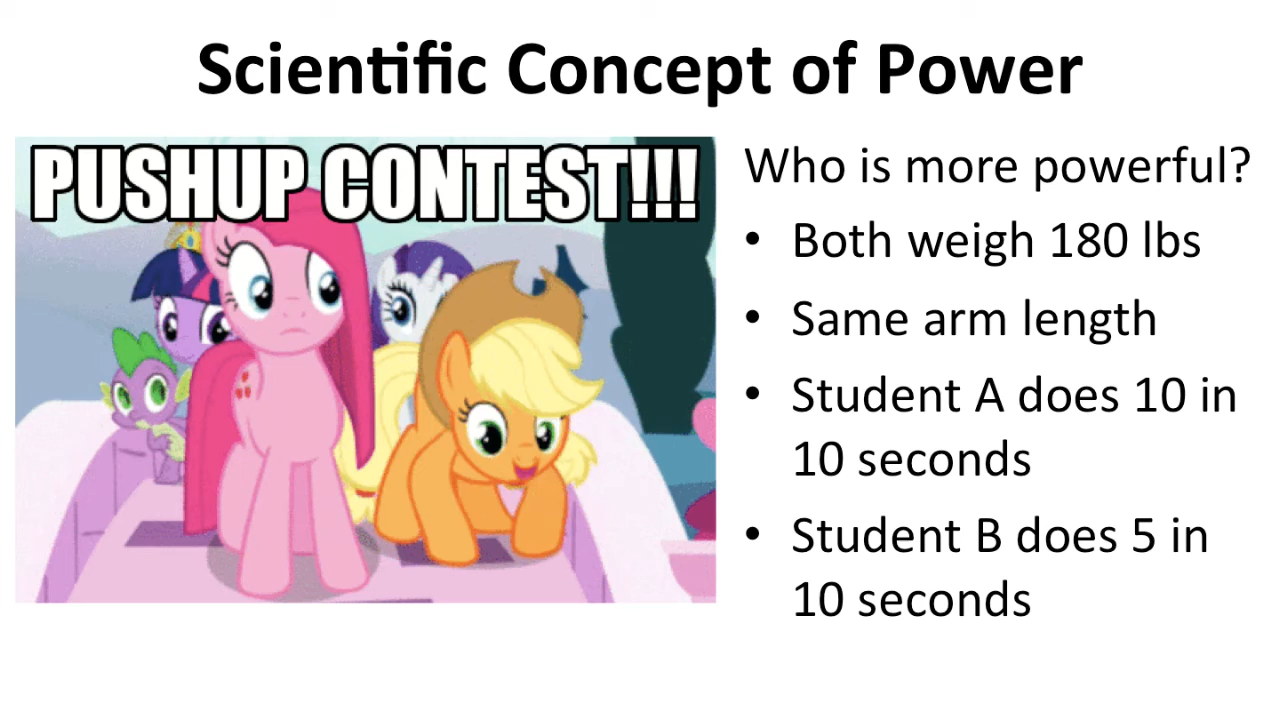 Scientific Concept of Power
PUSHUP CONTEST!!!
Who is more powerful?
• Both weigh 180 lbs
• Same arm length
• Student A does 10 in
10 seconds
• Student B does 5 in
10 seconds